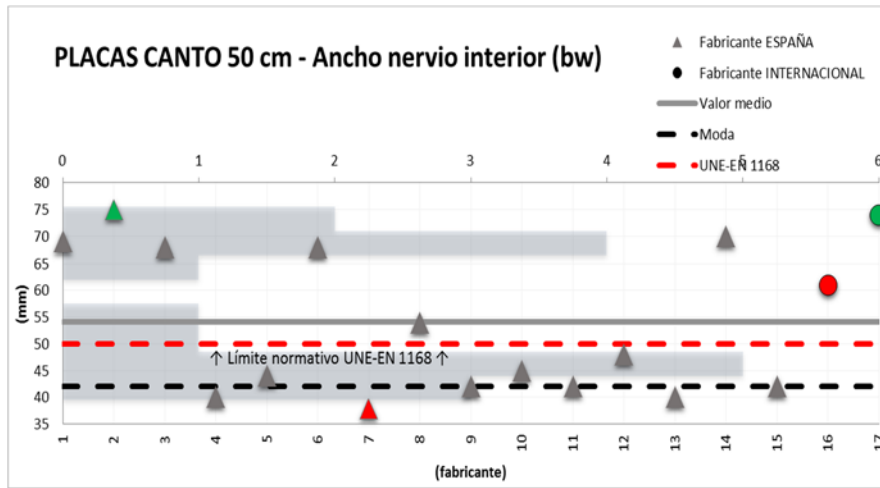 PLACAS CANTO 50 cm - Ancho nervio interior (bw)
Fabricante ESPAÑA
Fabricante INTERNACIONAL
Valor medio
Moda
UNE-EN 1168
0 1 2 3 4 5 6
80
75
70
65
60
55
50
45
40
35
(mm)
↑ Límite normativo UNE-EN 1168 ↑
1 2 3 4 5 6 7 8 9 10 11 12 13 14 15 16 17
(fabricante)